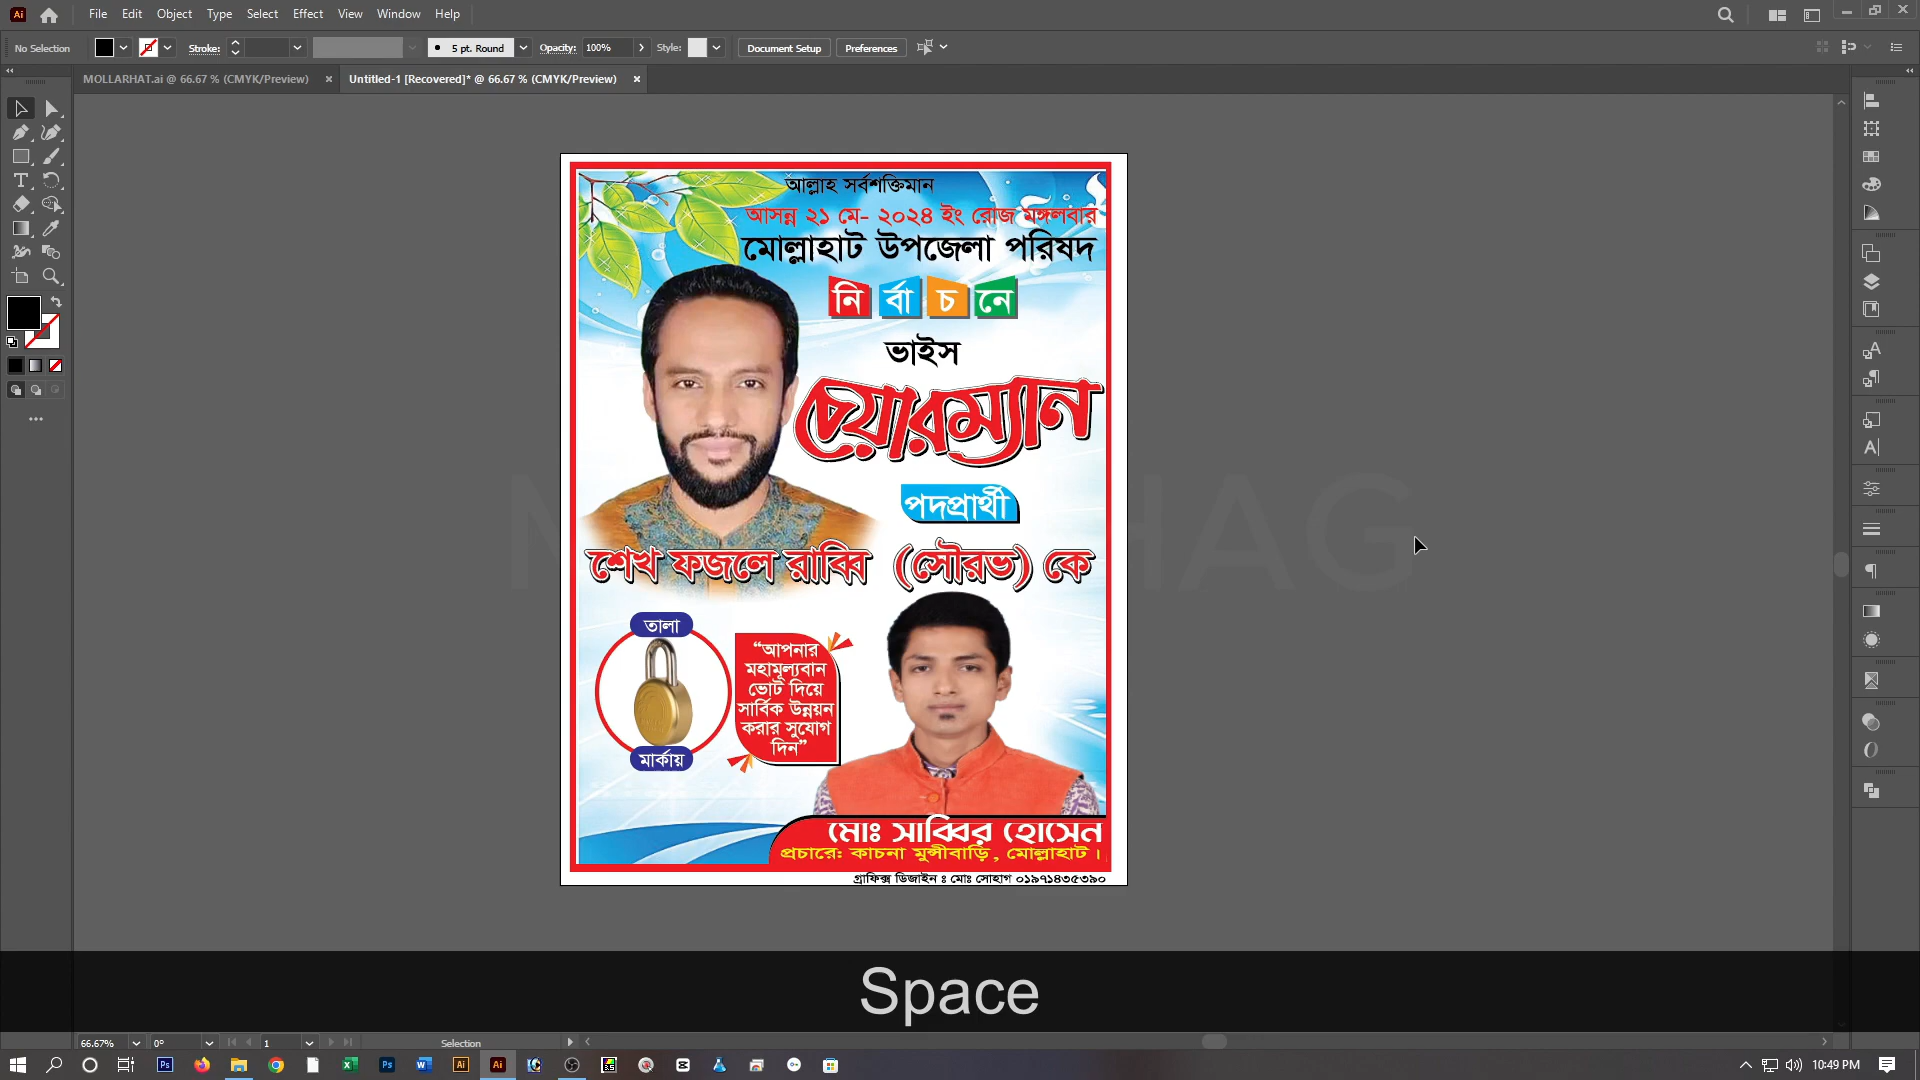 File Edit Object Type Select Effect View Window Help
No Selection Stroke: 5 pt. Round Opacity: 100% Style: Document Setup Preferences
MOLLARHAT.ai @ 66.67 % (CMYK/Preview) × Untitled-1 [Recovered]* @ 66.67 % (CMYK/Preview) ×
আল্লাহ সর্বশক্তিমান
আসন্ন ২১ মে- ২০২৪ ইং রোজ মঙ্গলবার
মোল্লাহাট উপজেলা পরিষদ
নির্বাচনে
ভাইস
চেয়ারম্যান
পদপ্রার্থী
শেখ ফজলে রাব্বি (সৌরভ) কে
তালা
মার্কায়
“আপনার
মহামূল্যবান
ভোট দিয়ে
সার্বিক উন্নয়ন
করার সুযোগ
দিন”
মোঃ সাব্বির হোসেন
প্রচারে: কাচনা মুন্সীবাড়ি, মোল্লাহাট।
গ্রাফিক্স ডিজাইন ঃ মোঃ সোহাগ ০১৯৭১৪৩৫৩৯০
Space
66.67% 0° 1 Selection
10:49 PM